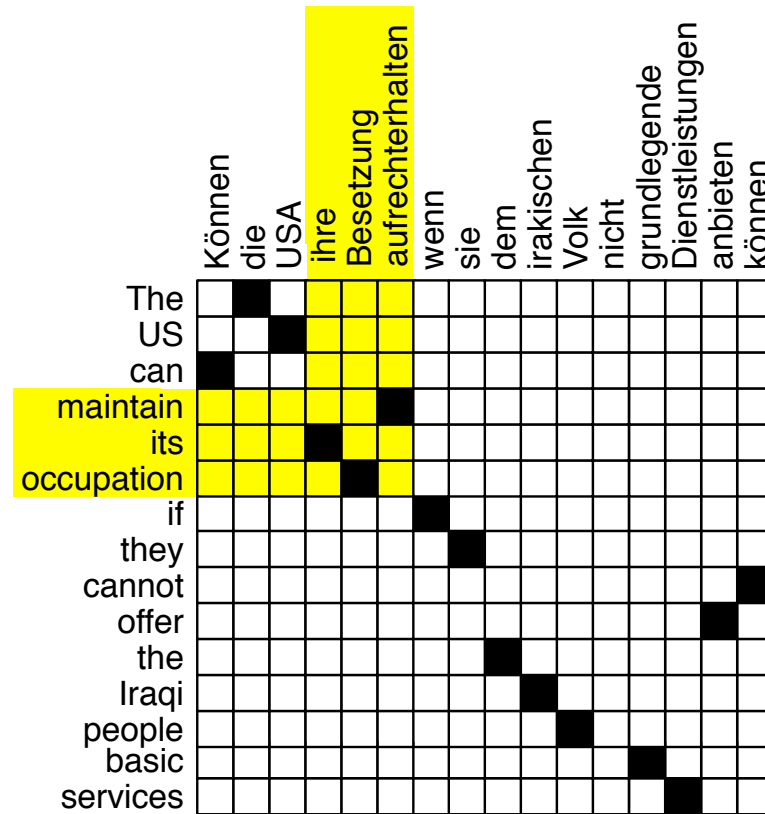 Können
die
USA
ihre
Besetzung
aufrechterhalten
wenn
sie
dem
irakischen
Volk
nicht
grundlegende
Dienstleistungen
anbieten
können
The
US
can
maintain
its
occupation
if
they
cannot
offer
the
Iraqi
people
basic
services